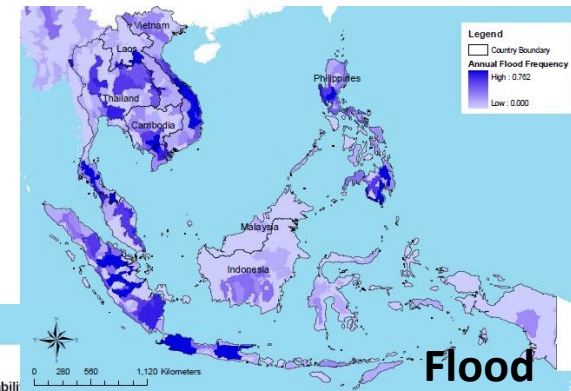 Vietnam
Laos
Thailand
Cambodia
Philippines
Malaysia
Indonesia
Legend
Country Boundary
Annual Flood Frequency
High : 0.762
Low : 0.000
0 280 560 1,120 Kilometers
Flood